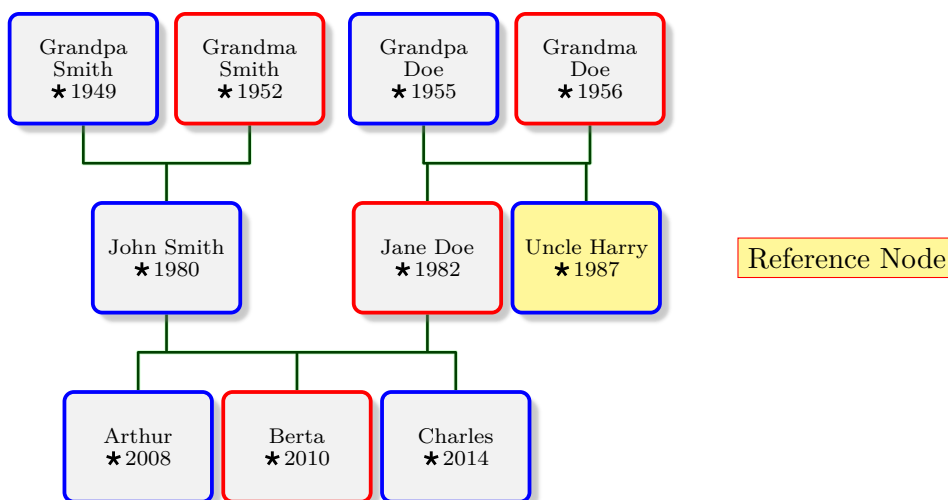 Grandpa
Smith
★1949
Grandma
Smith
★1952
Grandpa
Doe
★1955
Grandma
Doe
★1956
John Smith
★1980
Jane Doe
★1982
Uncle Harry
★1987
Reference Node
Arthur
★2008
Berta
★2010
Charles
★2014